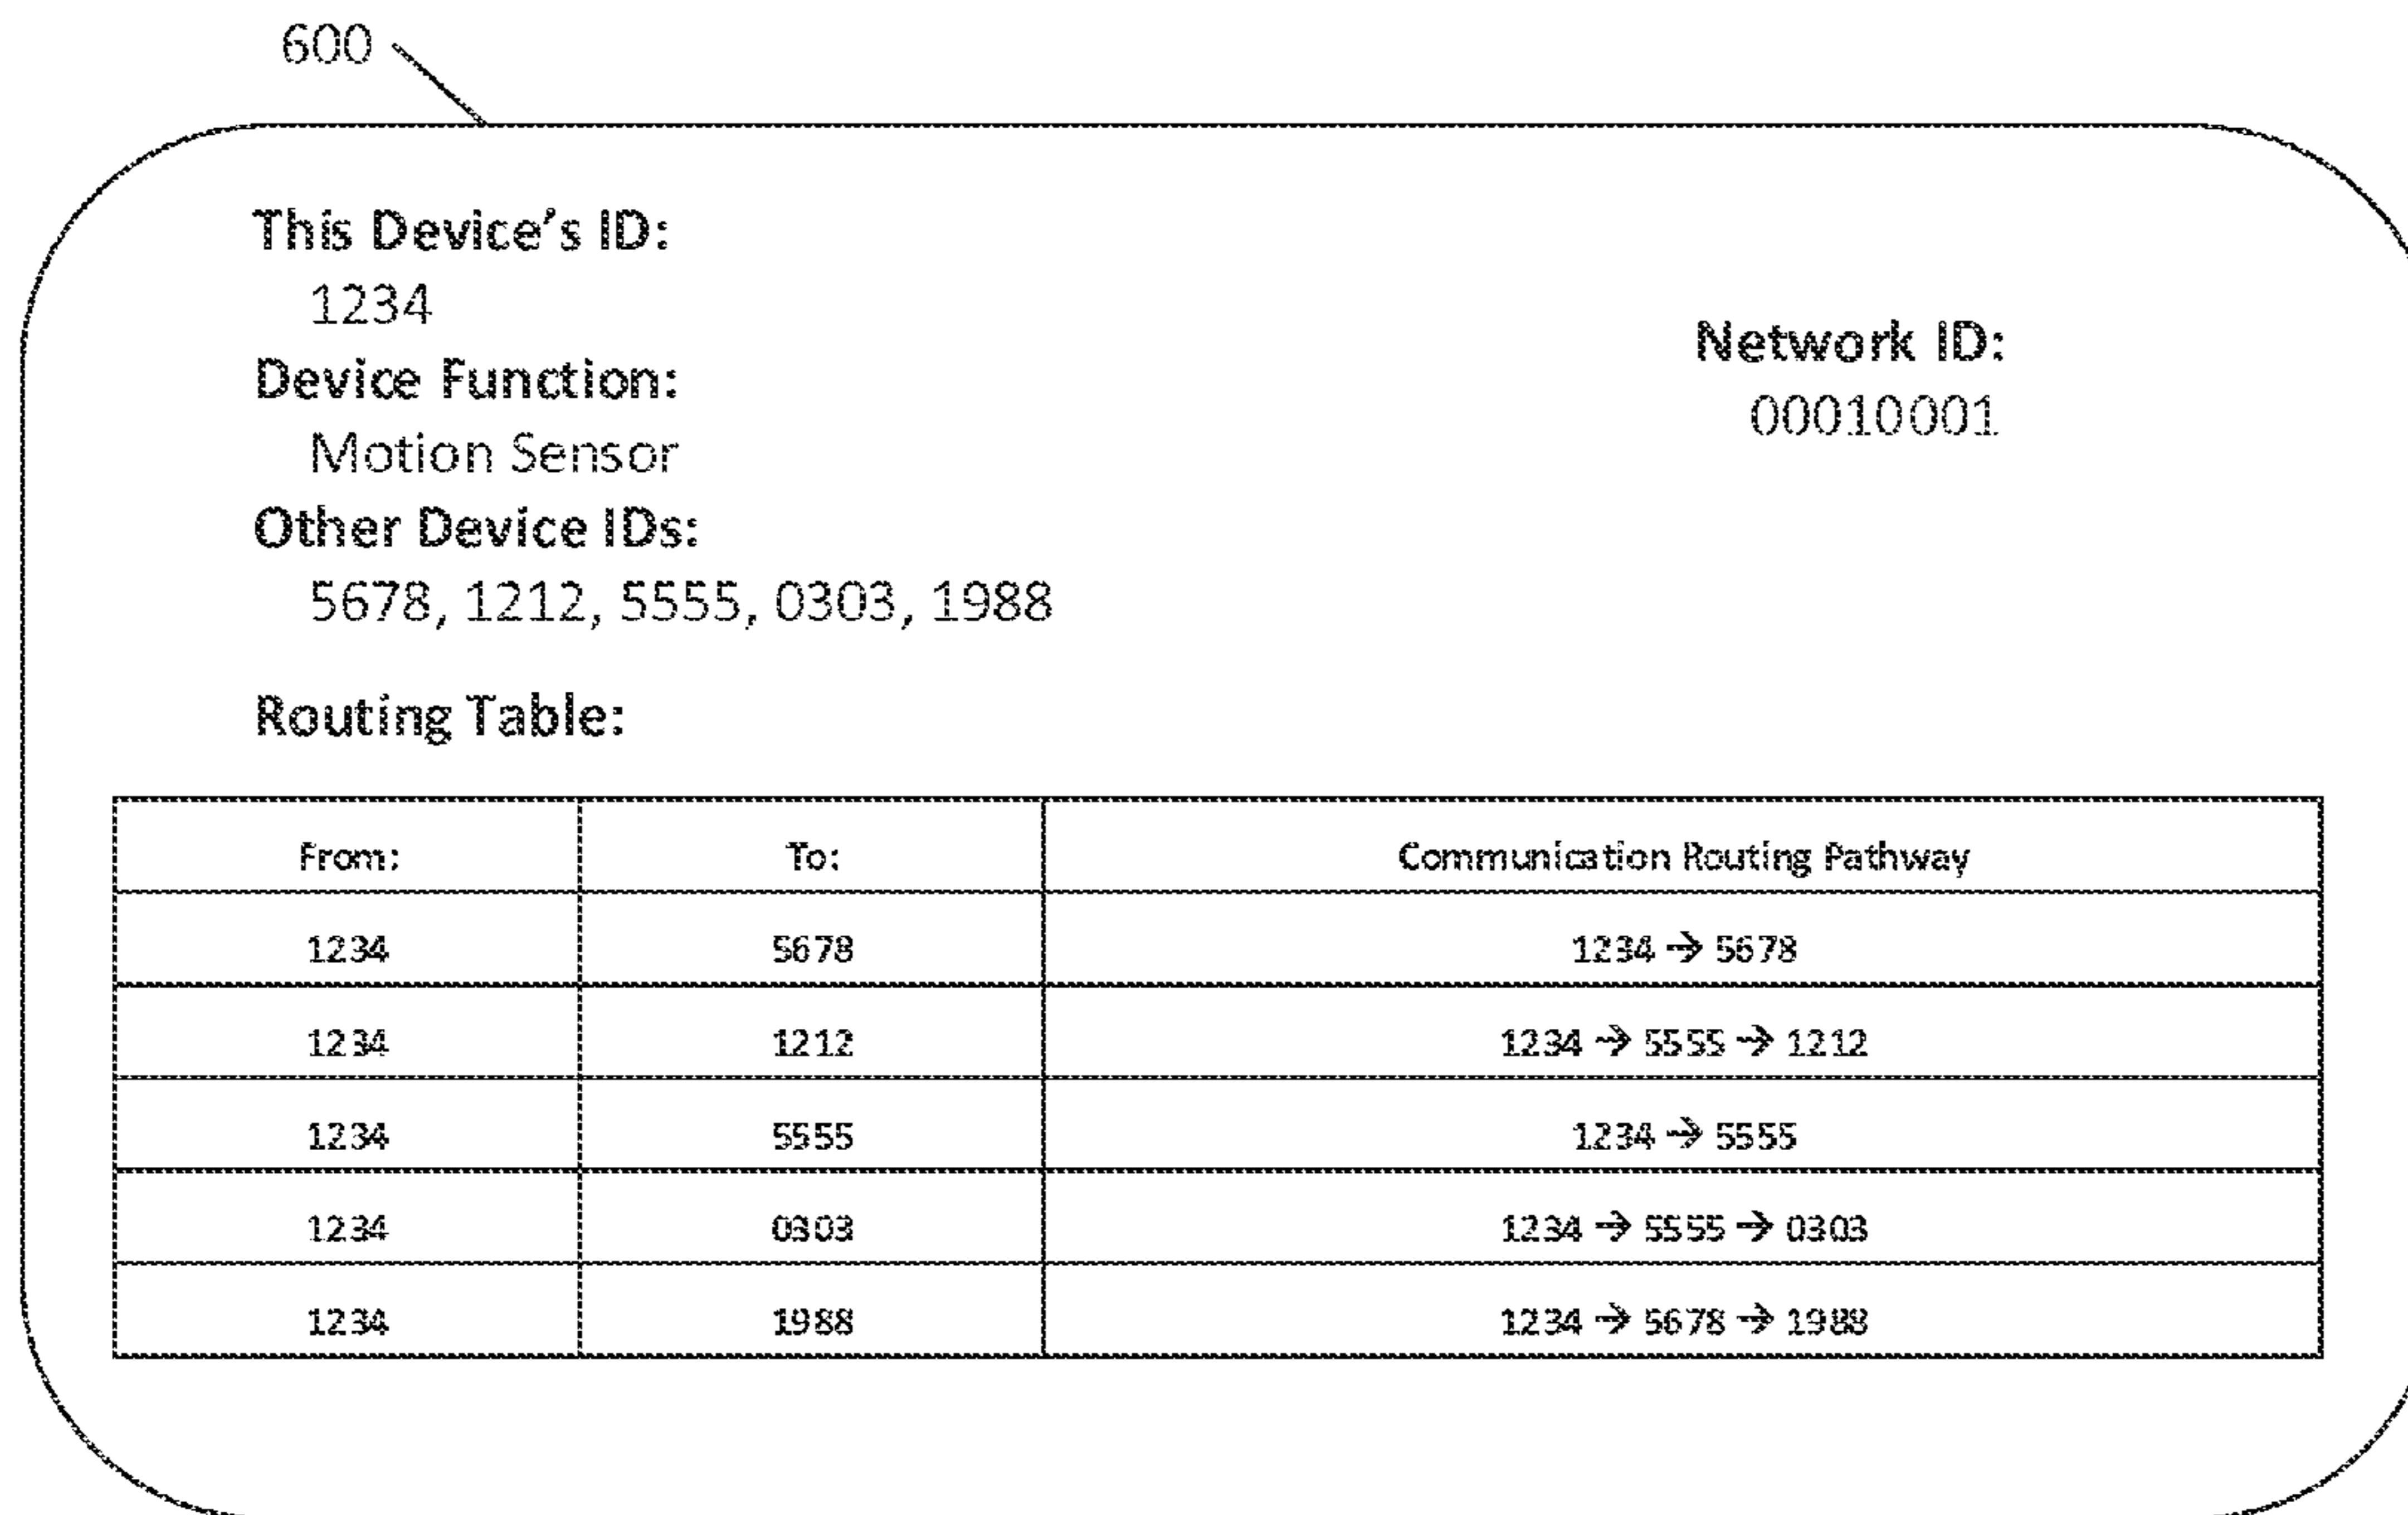 600
This Device's ID:
1234
Device Function:
Motion Sensor
Other Device IDs:
5678, 1212, 5555, 0303, 1988
Network ID:
00010001
Routing Table:
From: To: Communication Routing Pathway
1234 5678 1234 → 5678
1234 1212 1234 → 5555 → 1212
1234 5555 1234 → 5555
1234 0303 1234 → 5555 → 0303
1234 1988 1234 → 5678 → 1988